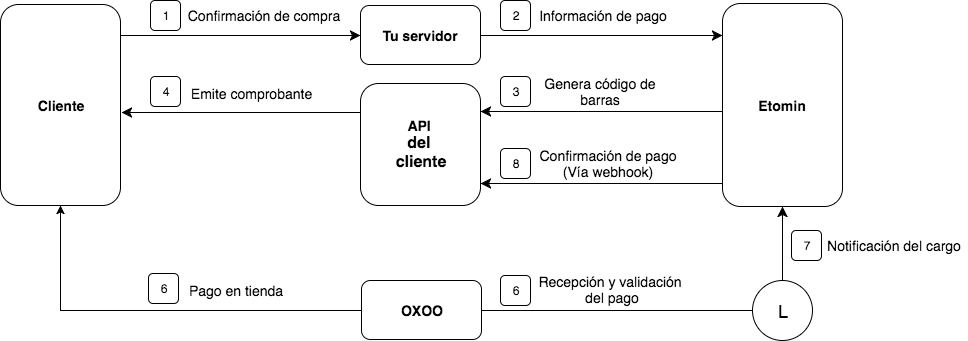 1 Confirmación de compra
2 Información de pago
Tu servidor
Cliente
Etomin
4 Emite comprobante
3 Genera código de
barras
API
del
cliente
8 Confirmación de pago
(Vía webhook)
7 Notificación del cargo
6 Pago en tienda
6 Recepción y validación
del pago
OXOO
L